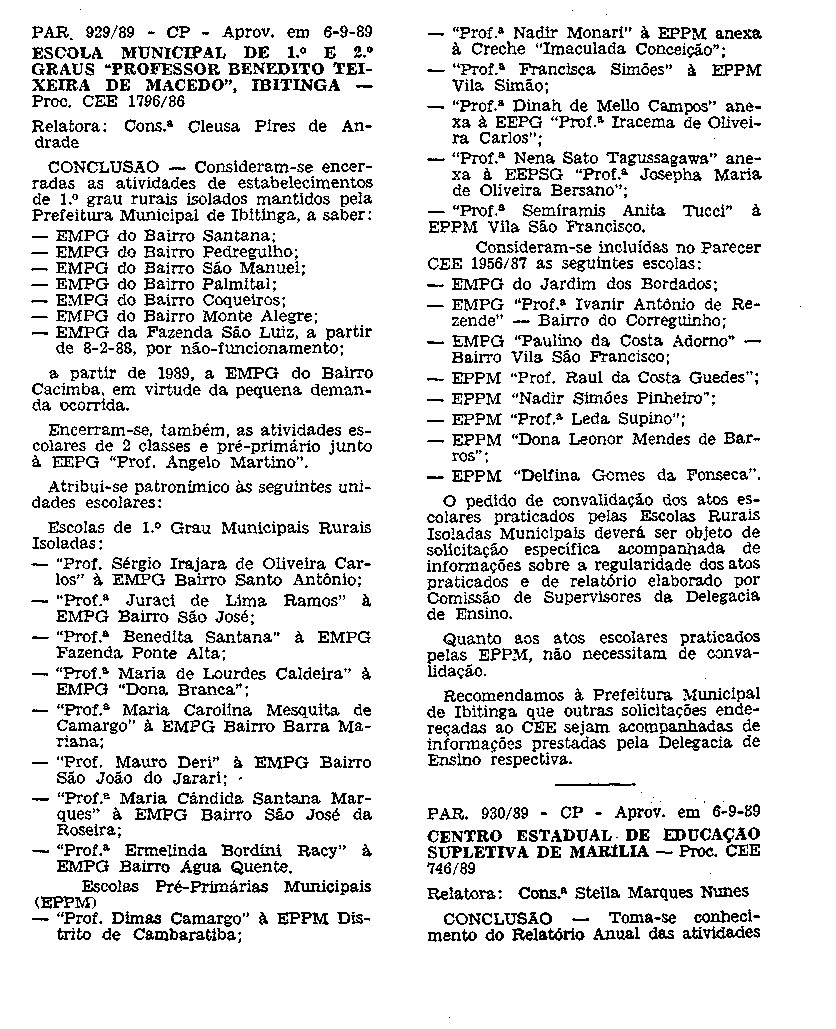 PAR. 929/89 - CP - Aprov. em 6-9-89
ESCOLA MUNICIPAL DE 1.º E 2.º
GRAUS "PROFESSOR BENEDITO TEI-
XEIRA DE MACEDO", IBITINGA —
Proc. CEE 1796/86
Relatora: Cons.ª Cleusa Pires de An-
drade
CONCLUSÃO — Consideram-se encer-
radas as atividades de estabelecimentos
de 1.º grau rurais isolados mantidos pela
Prefeitura Municipal de Ibitinga, a saber:
— EMPG do Bairro Santana;
— EMPG do Bairro Pedregulho;
— EMPG do Bairro São Manuel;
— EMPG do Bairro Palmital;
— EMPG do Bairro Coqueiros;
— EMPG do Bairro Monte Alegre;
— EMPG da Fazenda São Luiz, a partir
de 8-2-88, por não-funcionamento;
a partir de 1989, a EMPG do Bairro
Cacimba, em virtude da pequena deman-
da ocorrida.
Encerram-se, também, as atividades es-
colares de 2 classes e pré-primário junto
à EEPG "Prof. Angelo Martino".
Atribui-se patronímico às seguintes uni-
dades escolares:
Escolas de 1.º Grau Municipais Rurais
Isoladas:
— "Prof. Sérgio Irajara de Oliveira Car-
los" à EMPG Bairro Santo Antônio;
— "Prof.ª Juraci de Lima Ramos" à
EMPG Bairro São José;
— "Prof.ª Benedita Santana" à EMPG
Fazenda Ponte Alta;
— "Prof.ª Maria de Lourdes Caldeira" à
EMPG "Dona Branca";
— "Prof.ª Maria Carolina Mesquita de
Camargo" à EMPG Bairro Barra Ma-
riana;
— "Prof. Mauro Deri" à EMPG Bairro
São João do Jarari;
— "Prof.ª Maria Cândida Santana Mar-
ques" à EMPG Bairro São José da
Roseira;
— "Prof.ª Ermelinda Bordini Racy" à
EMPG Bairro Água Quente.
Escolas Pré-Primárias Municipais
(EPPM)
— "Prof. Dimas Camargo" à EPPM Dis-
trito de Cambaratiba;
— "Prof.ª Nadir Monari" à EPPM anexa
à Creche "Imaculada Conceição";
— "Prof.ª Francisca Simões" à EPPM
Vila Simão;
— "Prof.ª Dinah de Mello Campos" ane-
xa à EEPG "Prof.ª Iracema de Olivei-
ra Carlos";
— "Prof.ª Nena Sato Tagussagawa" ane-
xa à EEPSG "Prof.ª Josepha Maria
de Oliveira Bersano";
— "Prof.ª Semíramis Anita Tucci" à
EPPM Vila São Francisco.
Consideram-se incluídas no Parecer
CEE 1956/87 as seguintes escolas:
— EMPG do Jardim dos Bordados;
— EMPG "Prof.ª Ivanir Antônio de Re-
zende" — Bairro do Correguinho;
— EMPG "Paulino da Costa Adorno" —
Bairro Vila São Francisco;
— EPPM "Prof. Raul da Costa Guedes";
— EPPM "Nadir Simões Pinheiro";
— EPPM "Prof.ª Leda Supino";
— EPPM "Dona Leonor Mendes de Bar-
ros";
— EPPM "Delfina Gomes da Fonseca".
O pedido de convalidação dos atos es-
colares praticados pelas Escolas Rurais
Isoladas Municipais deverá ser objeto de
solicitação específica acompanhada de
informações sobre a regularidade dos atos
praticados e de relatório elaborado por
Comissão de Supervisores da Delegacia
de Ensino.
Quanto aos atos escolares praticados
pelas EPPM, não necessitam de conva-
lidação.
Recomendamos à Prefeitura Municipal
de Ibitinga que outras solicitações ende-
reçadas ao CEE sejam acompanhadas de
informações prestadas pela Delegacia de
Ensino respectiva.
PAR. 930/89 - CP - Aprov. em 6-9-89
CENTRO ESTADUAL DE EDUCAÇÃO
SUPLETIVA DE MARÍLIA — Proc. CEE
746/89
Relatora: Cons.ª Stella Marques Nunes
CONCLUSÃO — Toma-se conheci-
mento do Relatório Anual das atividades